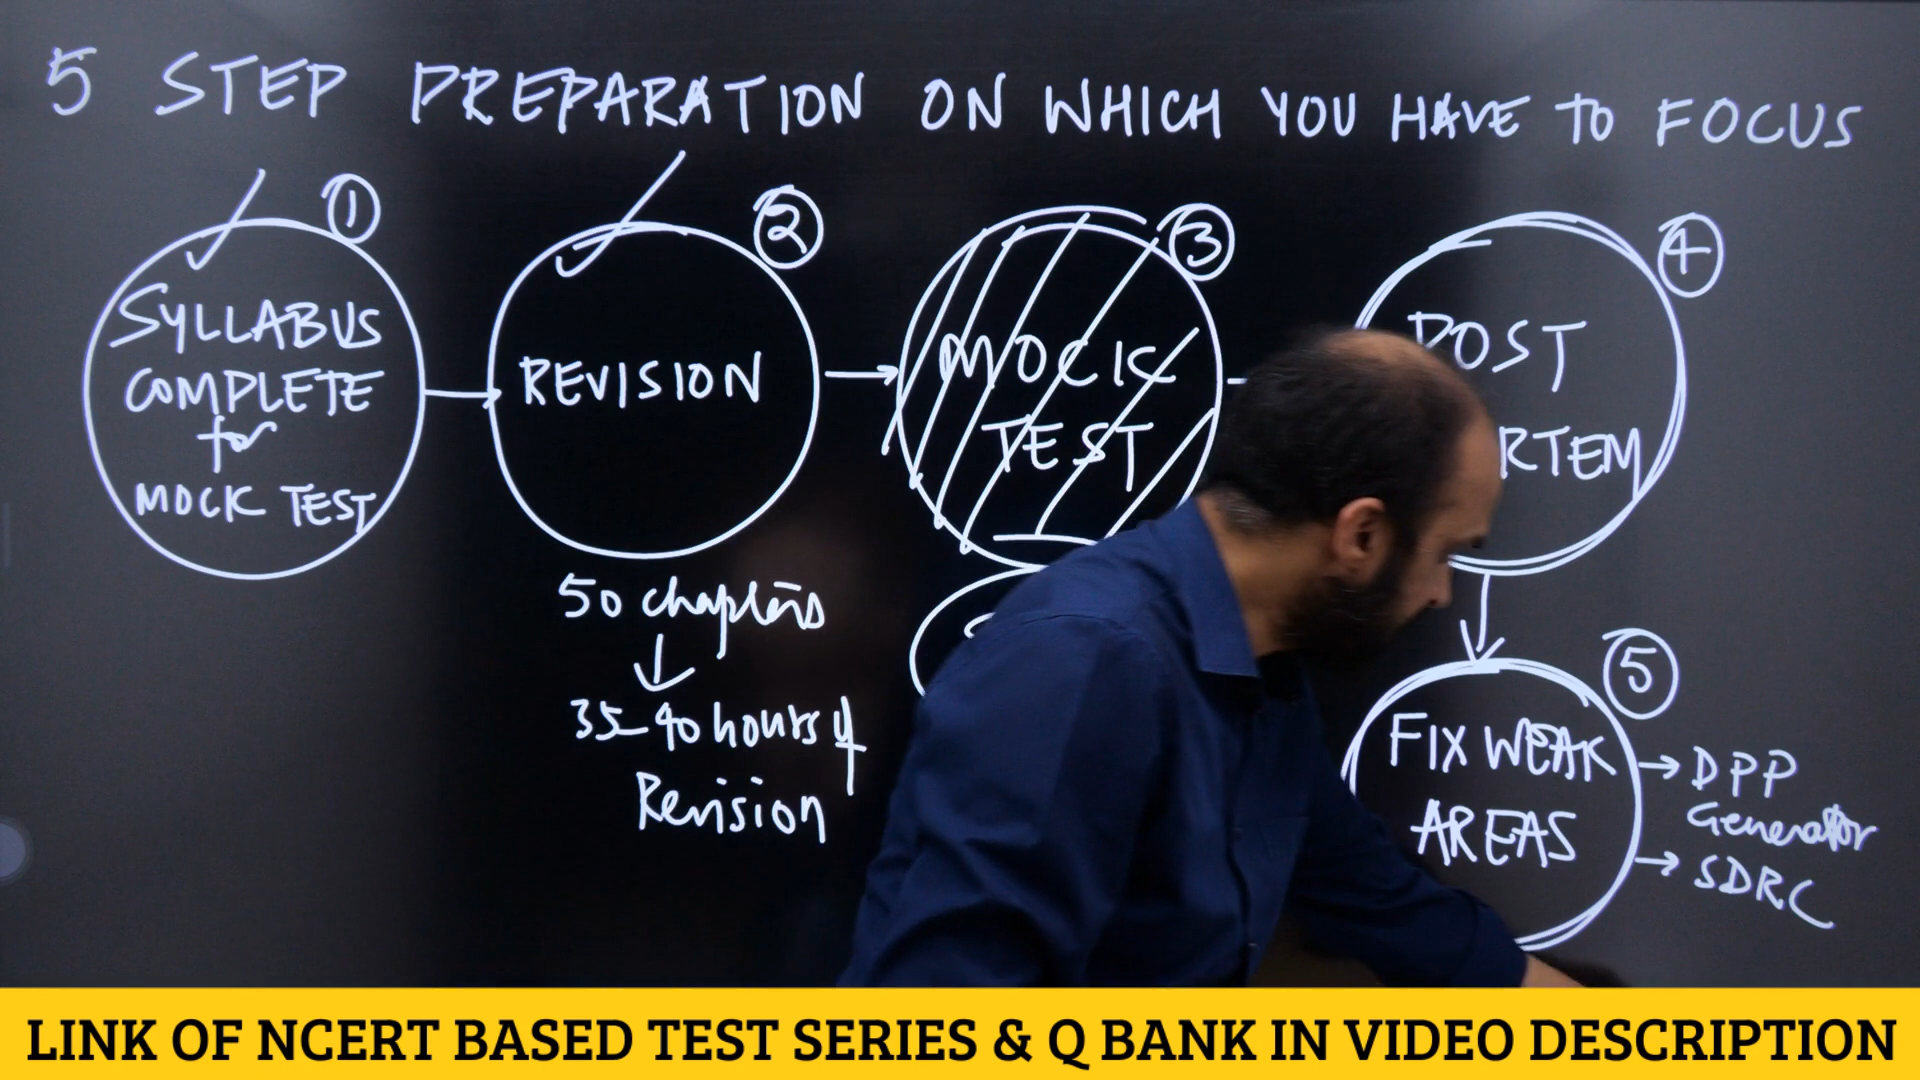 5 STEP PREPARATION ON WHICH YOU HAVE TO FOCUS
①
SYLLABUS
COMPLETE
for
MOCK TEST
②
REVISION
50 chapters
35-40 hours of
Revision
③
MOCK
TEST
④
POST
RTEM
⑤
FIX WEAK
AREAS
DPP
Generator
SDRC
LINK OF NCERT BASED TEST SERIES & Q BANK IN VIDEO DESCRIPTION